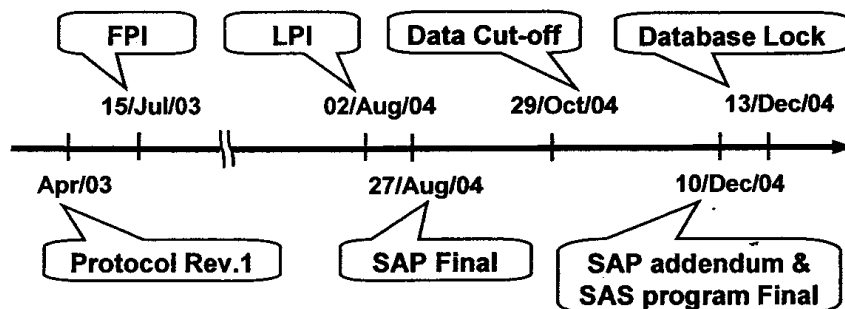 FPI
LPI
Data Cut-off
Database Lock
15/Jul/03
02/Aug/04
29/Oct/04
13/Dec/04
Apr/03
27/Aug/04
10/Dec/04
Protocol Rev.1
SAP Final
SAP addendum &
SAS program Final